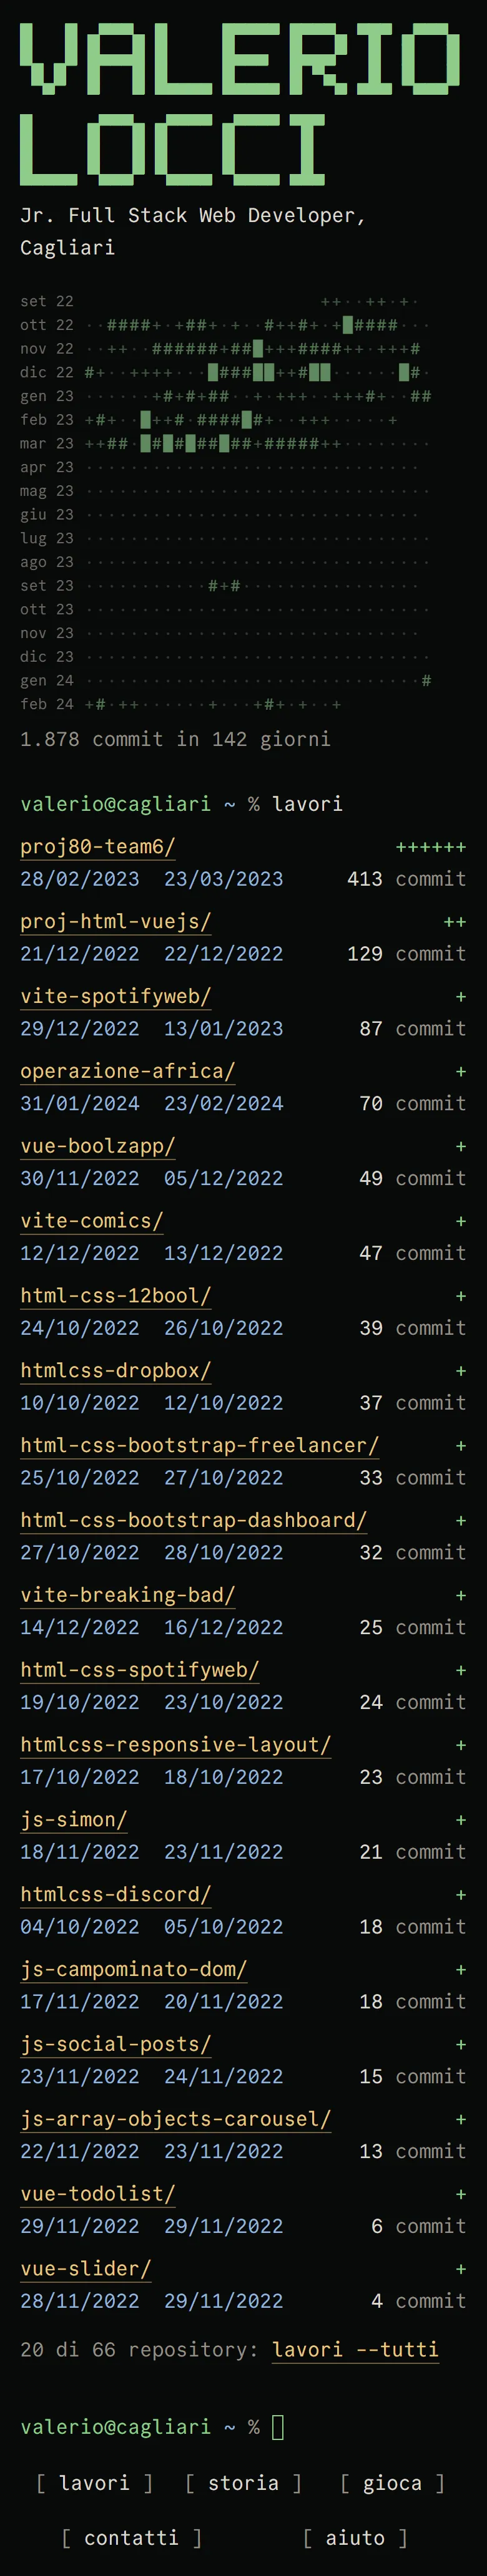 VALERIO
LOCCI
Jr. Full Stack Web Developer,
Cagliari
set 22
ott 22
nov 22
dic 22
gen 23
feb 23
mar 23
apr 23
mag 23
giu 23
lug 23
ago 23
set 23
ott 23
nov 23
dic 23
gen 24
feb 24
1.878 commit in 142 giorni
valerio@cagliari ~ % lavori
proj80-team6/ ++++++
28/02/2023 23/03/2023 413 commit
proj-html-vuejs/ ++
21/12/2022 22/12/2022 129 commit
vite-spotifyweb/ +
29/12/2022 13/01/2023 87 commit
operazione-africa/ +
31/01/2024 23/02/2024 70 commit
vue-boolzapp/ +
30/11/2022 05/12/2022 49 commit
vite-comics/ +
12/12/2022 13/12/2022 47 commit
html-css-12bool/ +
24/10/2022 26/10/2022 39 commit
htmlcss-dropbox/ +
10/10/2022 12/10/2022 37 commit
html-css-bootstrap-freelancer/ +
25/10/2022 27/10/2022 33 commit
html-css-bootstrap-dashboard/ +
27/10/2022 28/10/2022 32 commit
vite-breaking-bad/ +
14/12/2022 16/12/2022 25 commit
html-css-spotifyweb/ +
19/10/2022 23/10/2022 24 commit
htmlcss-responsive-layout/ +
17/10/2022 18/10/2022 23 commit
js-simon/ +
18/11/2022 23/11/2022 21 commit
htmlcss-discord/ +
04/10/2022 05/10/2022 18 commit
js-campominato-dom/ +
17/11/2022 20/11/2022 18 commit
js-social-posts/ +
23/11/2022 24/11/2022 15 commit
js-array-objects-carousel/ +
22/11/2022 23/11/2022 13 commit
vue-todolist/ +
29/11/2022 29/11/2022 6 commit
vue-slider/ +
28/11/2022 29/11/2022 4 commit
20 di 66 repository: lavori --tutti
valerio@cagliari ~ %
[ lavori ] [ storia ] [ gioca ]
[ contatti ] [ aiuto ]